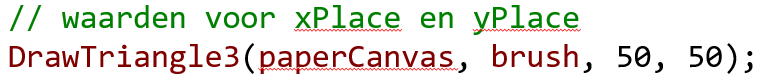 // waarden voor xPlace en yPlace
DrawTriangle3(paperCanvas, brush, 50, 50);